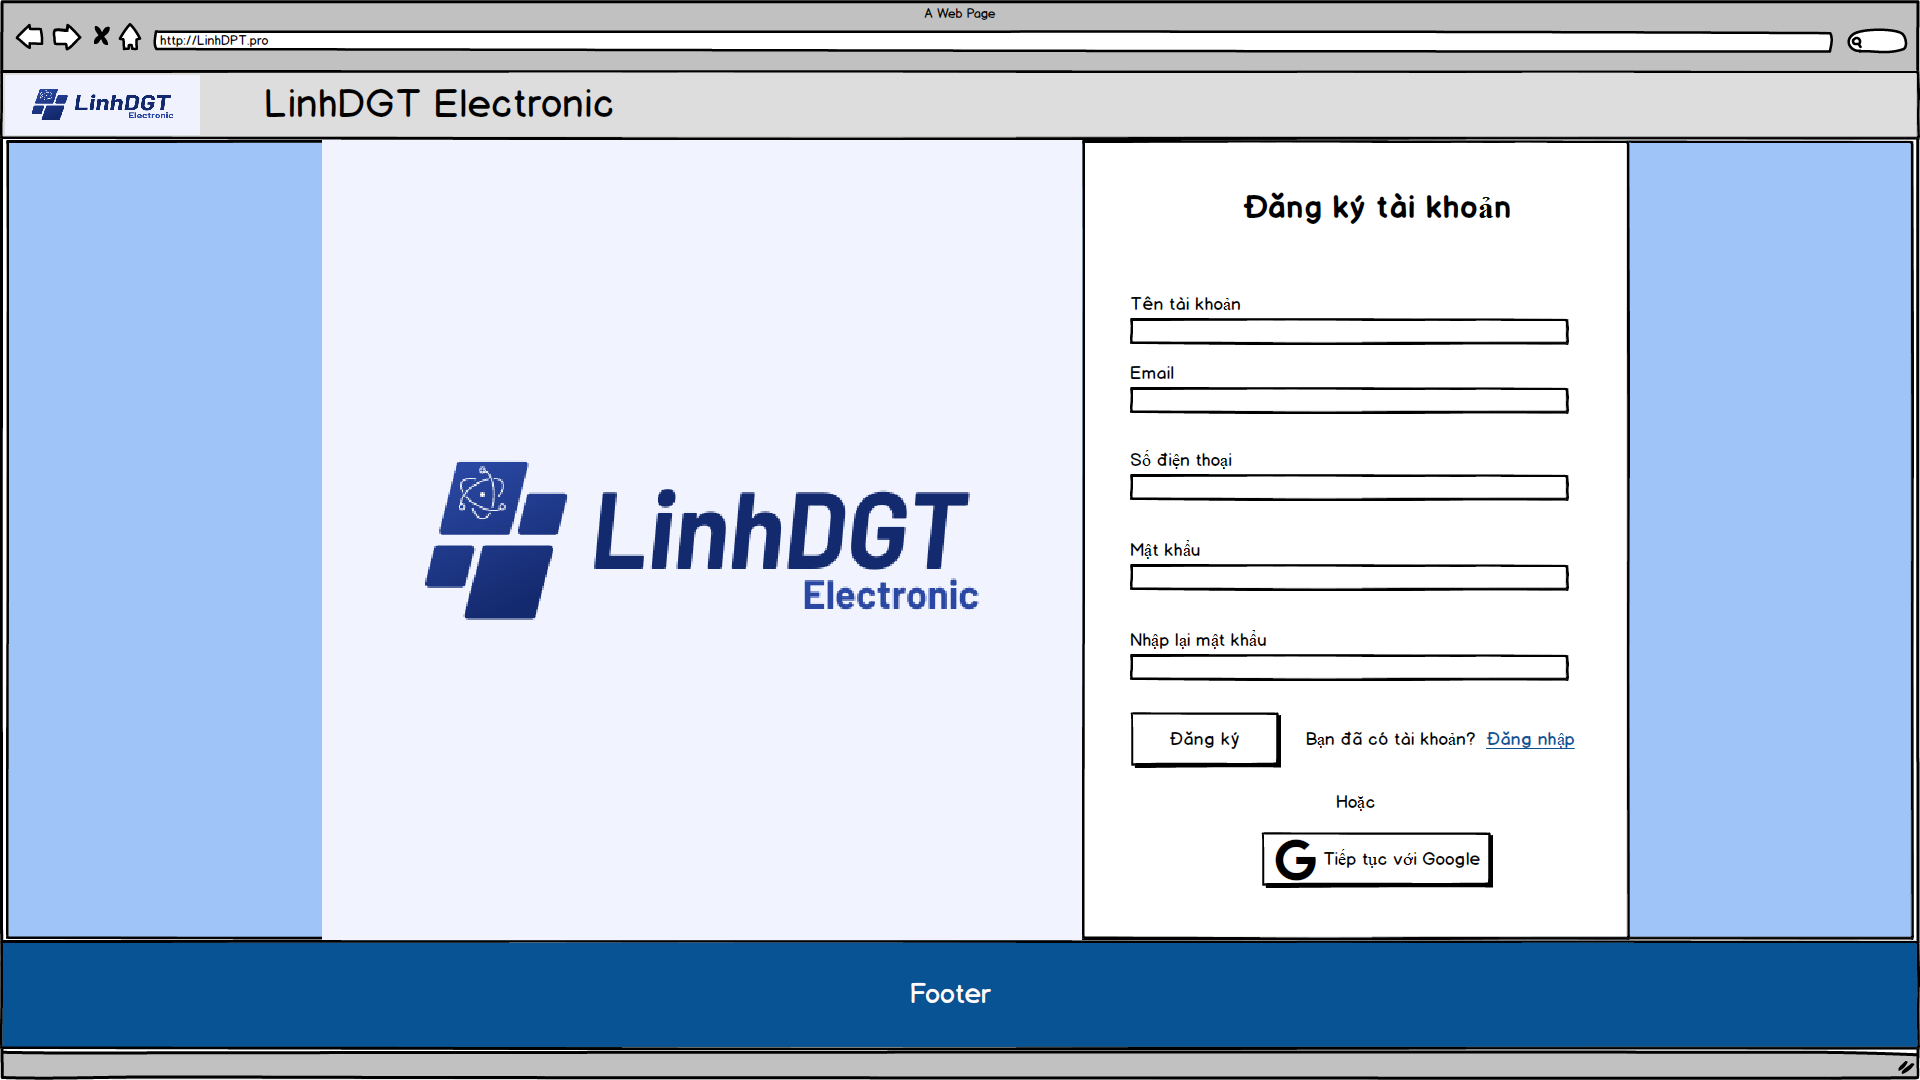 A Web Page
http://LinhDPT.pro
LinhDGT
Electronic
LinhDGT Electronic
LinhDGT
Electronic
Đăng ký tài khoản
Tên tài khoản
Email
Số điện thoại
Mật khẩu
Nhập lại mật khẩu
Đăng ký
Bạn đã có tài khoản? Đăng nhập
Hoặc
Tiếp tục với Google
Footer